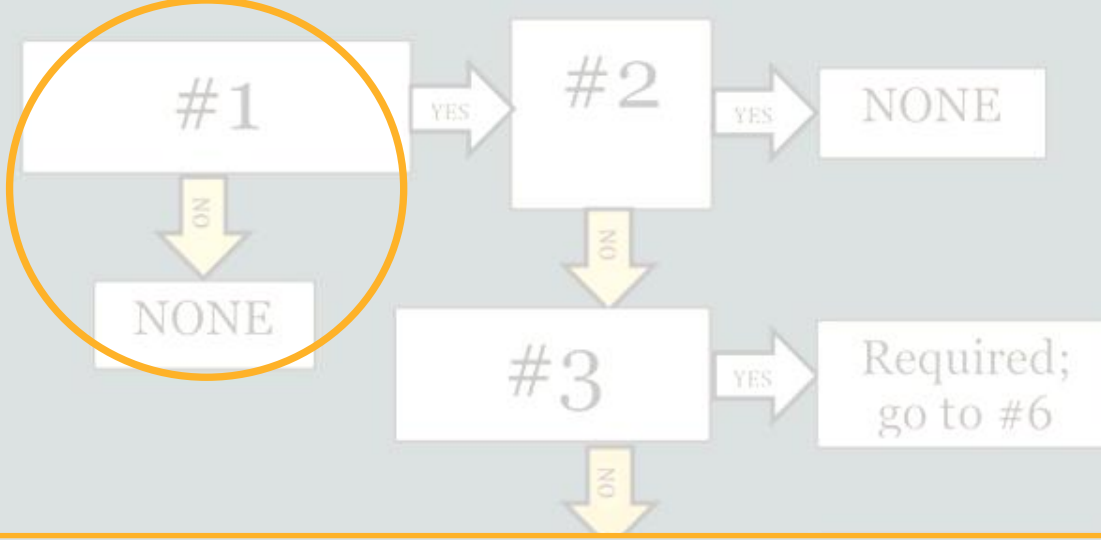 #1
YES
#2
YES
NONE
NO
NO
NONE
#3
YES
Required;
go to #6
NO